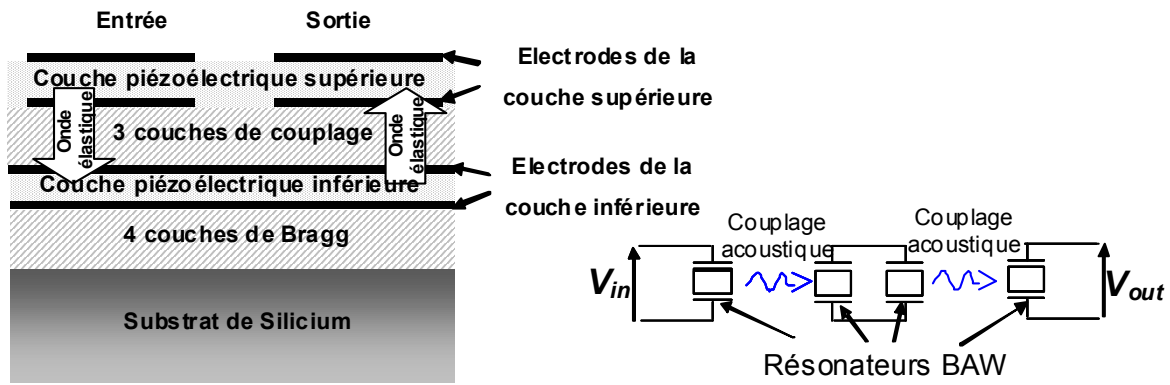 Entrée
Sortie
Electrodes de la
couche supérieure
Couche piézoélectrique supérieure
Onde
élastique
3 couches de couplage
Onde
élastique
Electrodes de la
couche inférieure
Couche piézoélectrique inférieure
4 couches de Bragg
Substrat de Silicium
Couplage
acoustique
Couplage
acoustique
Vin
Vout
Résonateurs BAW